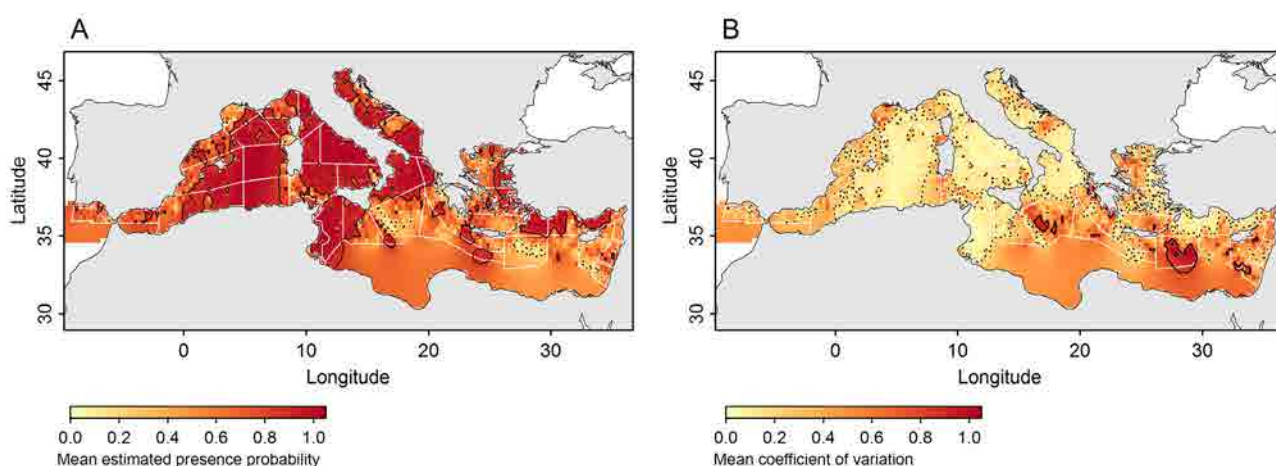 A
B
45
40
35
29
Latitude
0
10
20
30
Longitude
0.0 0.2 0.4 0.6 0.8 1.0
Mean estimated presence probability
45
40
35
29
Latitude
0
10
20
30
Longitude
0.0 0.2 0.4 0.6 0.8 1.0
Mean coefficient of variation